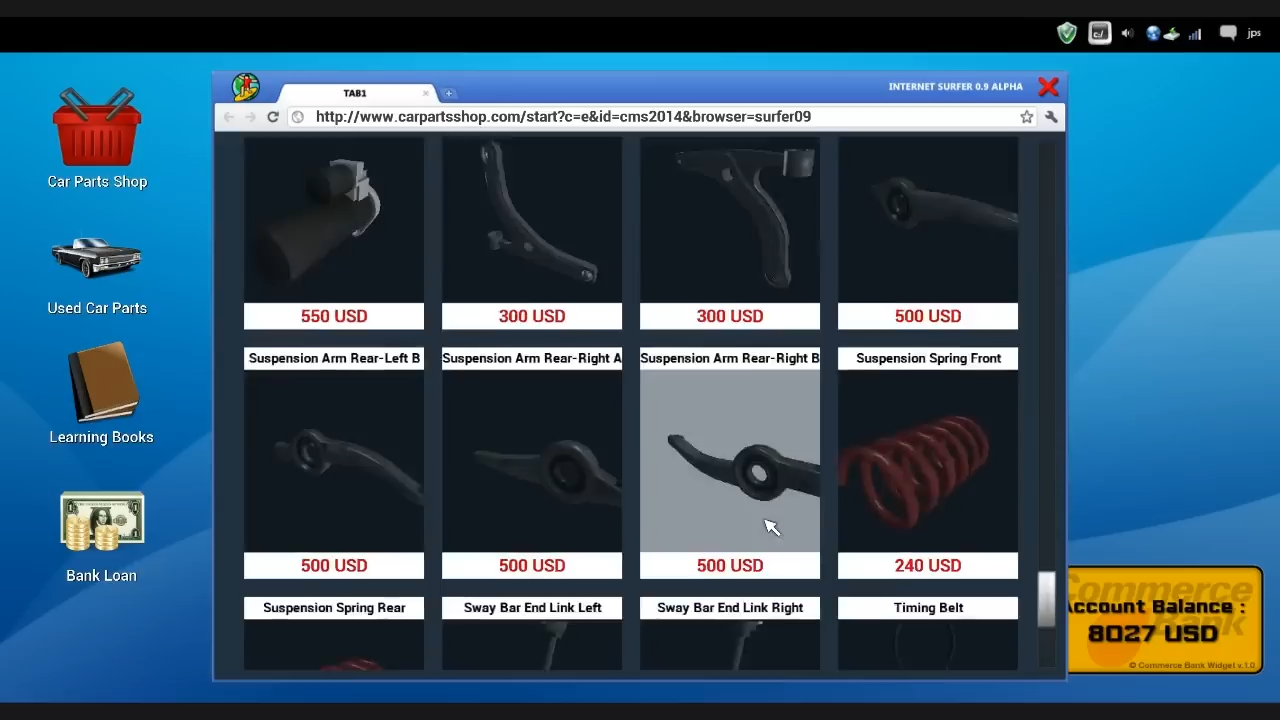 c:/
jps
TAB1
INTERNET SURFER 0.9 ALPHA
http://www.carpartsshop.com/start?c=e&id=cms2014&browser=surfer09
Car Parts Shop
Used Car Parts
Learning Books
Bank Loan
550 USD
300 USD
300 USD
500 USD
Suspension Arm Rear-Left B
Suspension Arm Rear-Right A
Suspension Arm Rear-Right B
Suspension Spring Front
500 USD
500 USD
500 USD
240 USD
Suspension Spring Rear
Sway Bar End Link Left
Sway Bar End Link Right
Timing Belt
Commerce
Bank
Account Balance :
8027 USD
© Commerce Bank Widget v.1.0